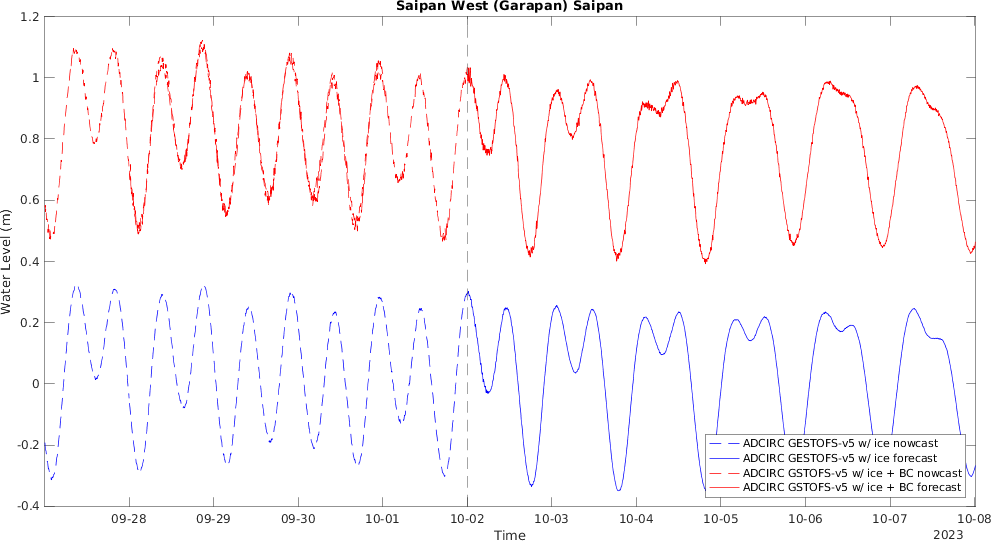 Saipan West (Garapan) Saipan
1.2
1
0.8
0.6
0.4
0.2
0
-0.2
-0.4
Water Level (m)
ADCIRC GESTOFS-v5 w/ ice nowcast
ADCIRC GESTOFS-v5 w/ ice forecast
ADCIRC GSTOFS-v5 w/ ice + BC nowcast
ADCIRC GSTOFS-v5 w/ ice + BC forecast
09-28 09-29 09-30 10-01 10-02 10-03 10-04 10-05 10-06 10-07 10-08
Time
2023